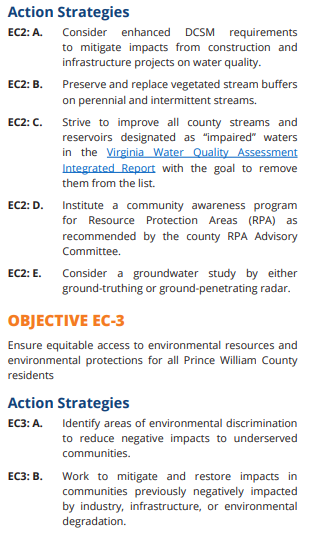 Action Strategies
EC2: A. Consider enhanced DCSM requirements
to mitigate impacts from construction and
infrastructure projects on water quality.
EC2: B. Preserve and replace vegetated stream buffers
on perennial and intermittent streams.
EC2: C. Strive to improve all county streams and
reservoirs designated as “impaired” waters
in the Virginia Water Quality Assessment
Integrated Report with the goal to remove
them from the list.
EC2: D. Institute a community awareness program
for Resource Protection Areas (RPA) as
recommended by the county RPA Advisory
Committee.
EC2: E. Consider a groundwater study by either
ground-truthing or ground-penetrating radar.
OBJECTIVE EC-3
Ensure equitable access to environmental resources and
environmental protections for all Prince William County
residents
Action Strategies
EC3: A. Identify areas of environmental discrimination
to reduce negative impacts to underserved
communities.
EC3: B. Work to mitigate and restore impacts in
communities previously negatively impacted
by industry, infrastructure, or environmental
degradation.